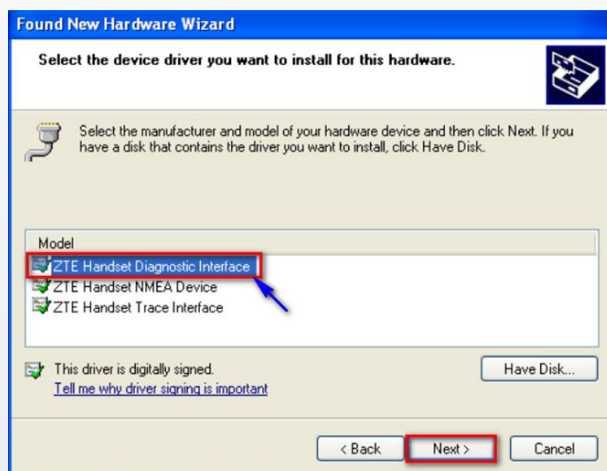 Found New Hardware Wizard
Select the device driver you want to install for this hardware.
Select the manufacturer and model of your hardware device and then click Next. If you
have a disk that contains the driver you want to install, click Have Disk.
Model
ZTE Handset Diagnostic Interface
ZTE Handset NMEA Device
ZTE Handset Trace Interface
This driver is digitally signed.
Have Disk...
Tell me why driver signing is important
< Back
Next >
Cancel